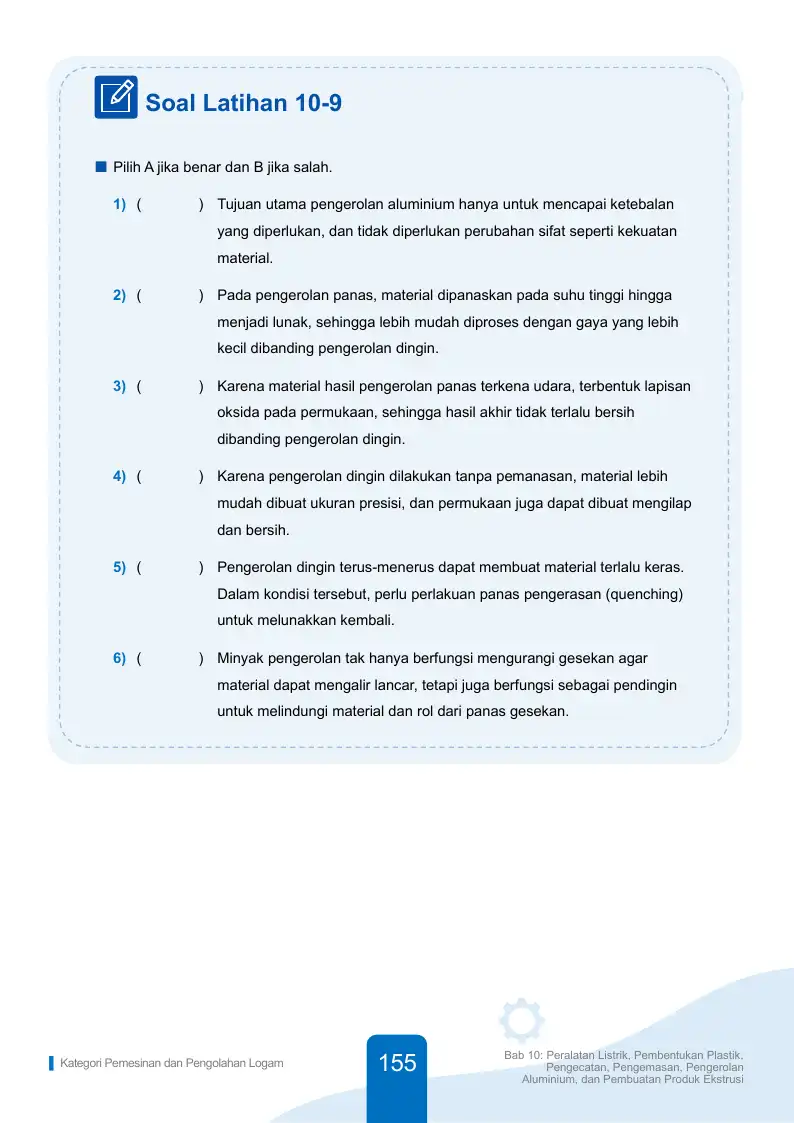 Soal Latihan 10-9
■ Pilih A jika benar dan B jika salah.
1) ( ) Tujuan utama pengerolan aluminium hanya untuk mencapai ketebalan
yang diperlukan, dan tidak diperlukan perubahan sifat seperti kekuatan
material.
2) ( ) Pada pengerolan panas, material dipanaskan pada suhu tinggi hingga
menjadi lunak, sehingga lebih mudah diproses dengan gaya yang lebih
kecil dibanding pengerolan dingin.
3) ( ) Karena material hasil pengerolan panas terkena udara, terbentuk lapisan
oksida pada permukaan, sehingga hasil akhir tidak terlalu bersih
dibanding pengerolan dingin.
4) ( ) Karena pengerolan dingin dilakukan tanpa pemanasan, material lebih
mudah dibuat ukuran presisi, dan permukaan juga dapat dibuat mengilap
dan bersih.
5) ( ) Pengerolan dingin terus-menerus dapat membuat material terlalu keras.
Dalam kondisi tersebut, perlu perlakuan panas pengerasan (quenching)
untuk melunakkan kembali.
6) ( ) Minyak pengerolan tak hanya berfungsi mengurangi gesekan agar
material dapat mengalir lancar, tetapi juga berfungsi sebagai pendingin
untuk melindungi material dan rol dari panas gesekan.
Kategori Pemesinan dan Pengolahan Logam
155
Bab 10: Peralatan Listrik, Pembentukan Plastik,
Pengecatan, Pengemasan, Pengerolan
Aluminium, dan Pembuatan Produk Ekstrusi